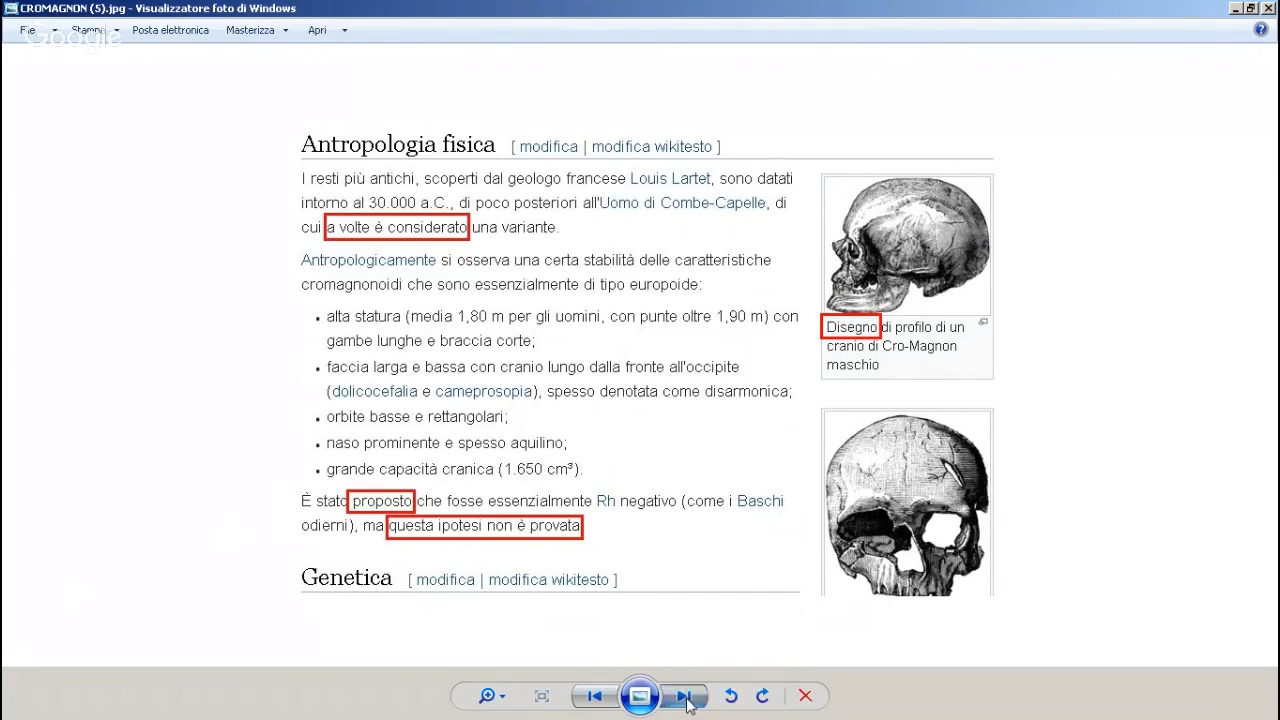 CROMAGNON (5).jpg - Visualizzatore foto di Windows
File Stampa Posta elettronica Masterizza Apri
Google
Antropologia fisica [ modifica | modifica wikitesto ]
I resti più antichi, scoperti dal geologo francese Louis Lartet, sono datati
intorno al 30.000 a.C., di poco posteriori all'Uomo di Combe-Capelle, di
cui a volte è considerato una variante.
Antropologicamente si osserva una certa stabilità delle caratteristiche
cromagnonoidi che sono essenzialmente di tipo europoide:
• alta statura (media 1,80 m per gli uomini, con punte oltre 1,90 m) con
gambe lunghe e braccia corte;
• faccia larga e bassa con cranio lungo dalla fronte all'occipite
(dolicocefalia e cameprosopia), spesso denotata come disarmonica;
• orbite basse e rettangolari;
• naso prominente e spesso aquilino;
• grande capacità cranica (1.650 cm³).
È stato proposto che fosse essenzialmente Rh negativo (come i Baschi
odierni), ma questa ipotesi non è provata
Genetica [ modifica | modifica wikitesto ]
Disegno di profilo di un
cranio di Cro-Magnon
maschio